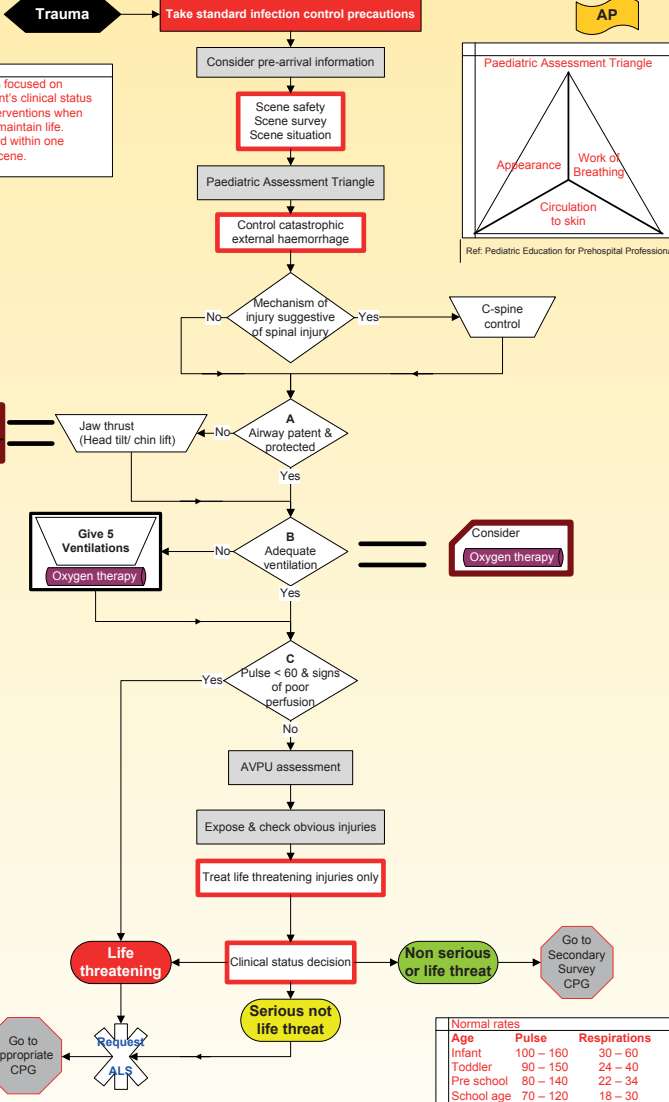 Trauma
Take standard infection control precautions
AP
Consider pre-arrival information
focused on
clinical status
when
maintain life.
within one
Scene safety
Scene survey
Scene situation
Paediatric Assessment Triangle
Appearance
Work of
Breathing
Circulation
to skin
Ref: Pediatric Education for Prehospital
Paediatric Assessment Triangle
Control catastrophic
external haemorrhage
Mechanism of
injury suggestive
of spinal injury
No
Yes
C-spine
control
A
Airway patent &
protected
No
Jaw thrust
(Head tilt/ chin lift)
Yes
B
Adequate
ventilation
No
Give 5
Ventilations
Oxygen therapy
Consider
Oxygen therapy
Yes
C
Pulse < 60 & signs
of poor
perfusion
Yes
No
AVPU assessment
Expose & check obvious injuries
Treat life threatening injuries only
Life
threatening
Clinical status decision
Non serious
or life threat
Go to
Secondary
Survey
CPG
Serious not
life threat
Request
ALS
Go to
CPG
Normal rates
Age Pulse Respirations
Infant 100 – 160 30 – 60
Toddler 90 – 150 24 – 40
Pre school 80 – 140 22 – 34
School age 70 – 120 18 – 30